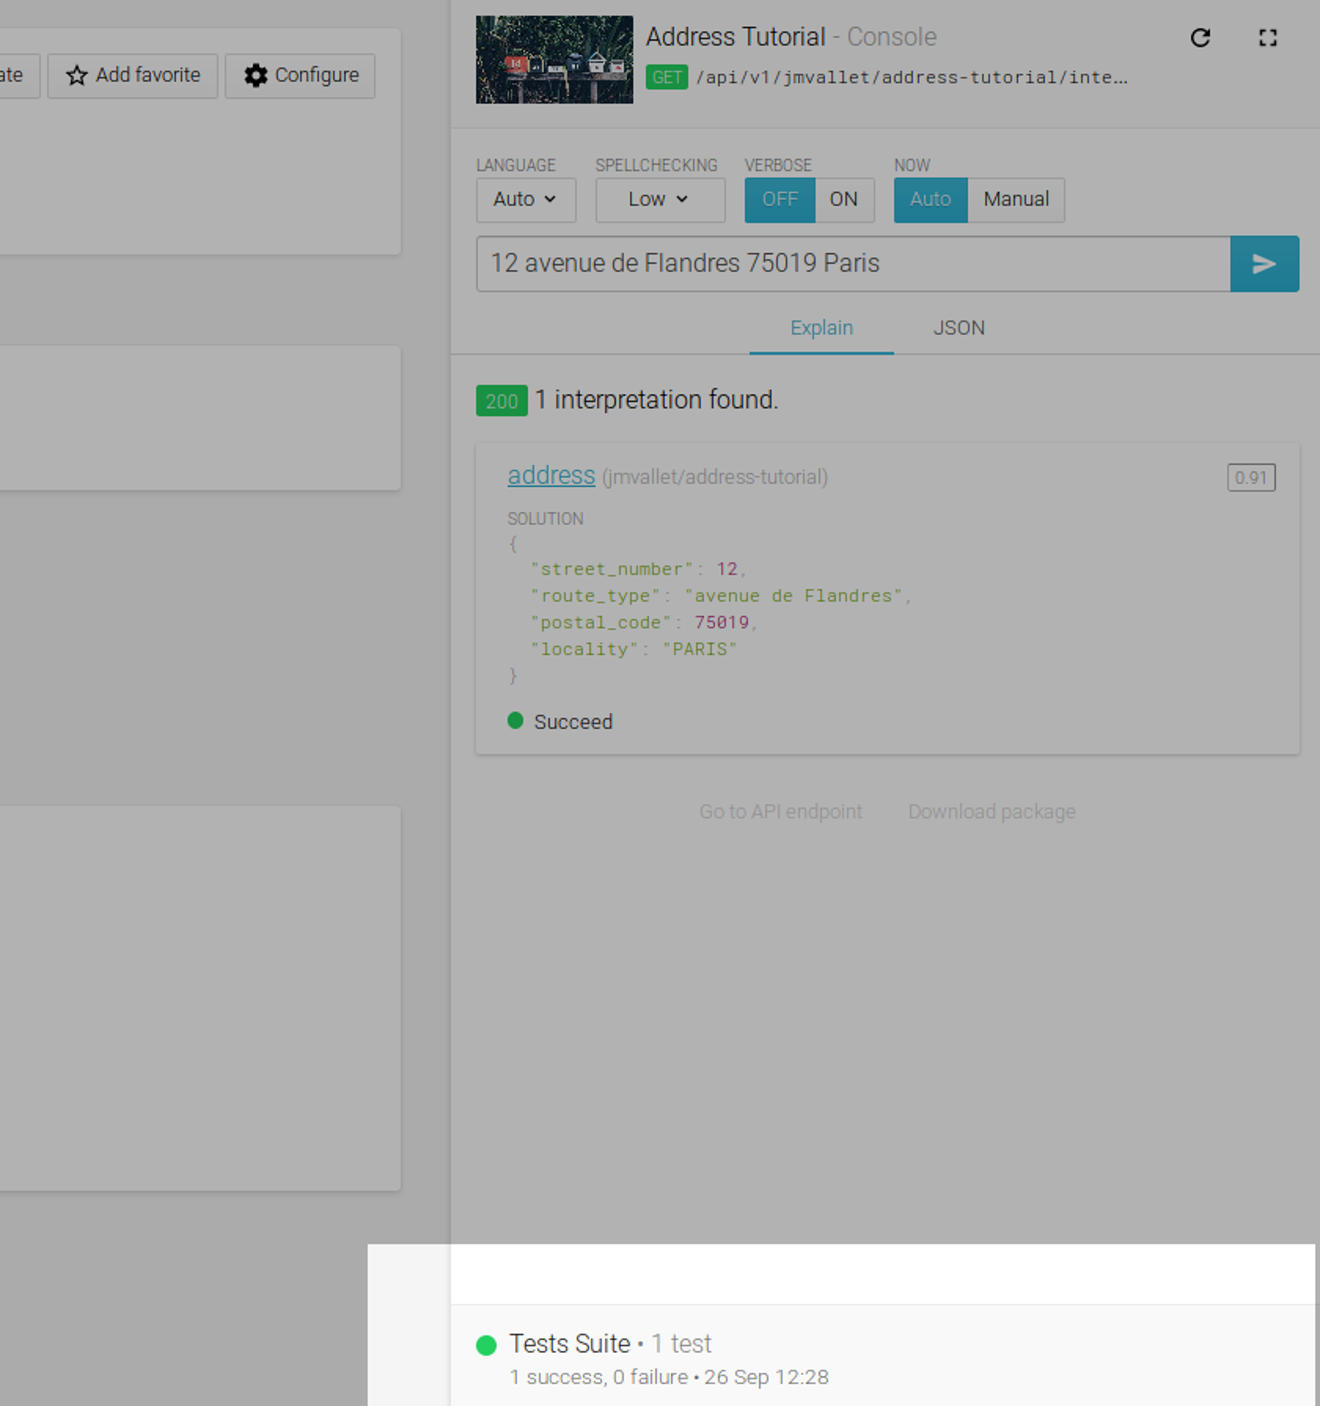 ate Add favorite Configure
Address Tutorial - Console
GET /api/v1/jmvallet/address-tutorial/inte...
LANGUAGE SPELLCHECKING VERBOSE NOW
Auto Low OFF ON Auto Manual
12 avenue de Flandres 75019 Paris
Explain JSON
200 1 interpretation found.
address (jmvallet/address-tutorial) 0.91
SOLUTION
{
"street_number": 12,
"route_type": "avenue de Flandres",
"postal_code": 75019,
"locality": "PARIS"
}
Succeed
Go to API endpoint Download package
Tests Suite • 1 test
1 success, 0 failure • 26 Sep 12:28